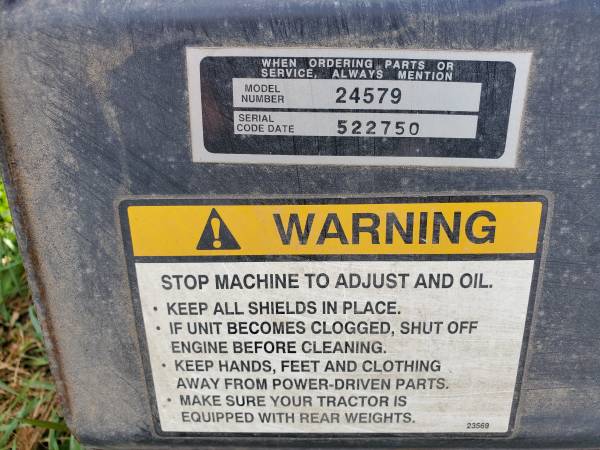 WHEN ORDERING PARTS OR
SERVICE, ALWAYS MENTION
MODEL
NUMBER 24579
SERIAL
CODE DATE 522750
WARNING
STOP MACHINE TO ADJUST AND OIL.
• KEEP ALL SHIELDS IN PLACE.
• IF UNIT BECOMES CLOGGED, SHUT OFF
ENGINE BEFORE CLEANING.
• KEEP HANDS, FEET AND CLOTHING
AWAY FROM POWER-DRIVEN PARTS.
• MAKE SURE YOUR TRACTOR IS
EQUIPPED WITH REAR WEIGHTS.
23569